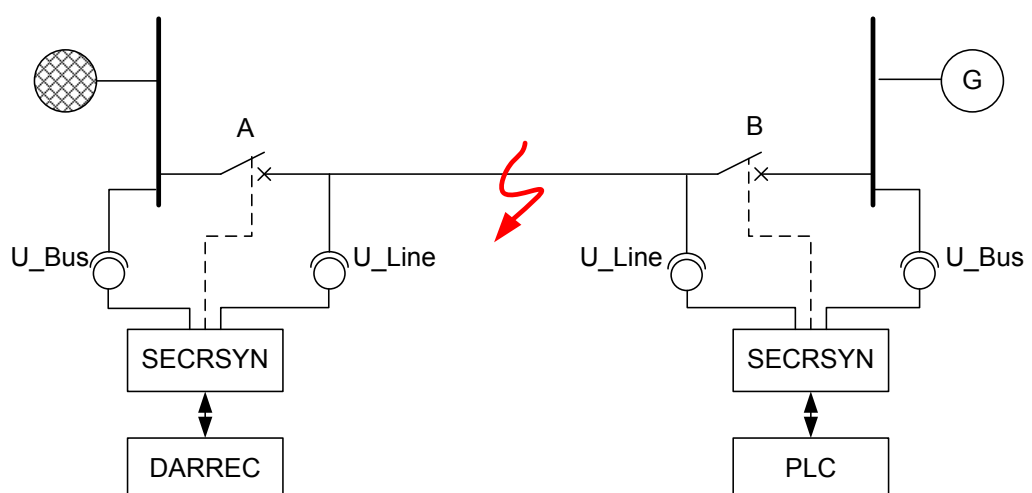 G
A
B
U_Bus
U_Line
U_Line
U_Bus
SECRSYN
SECRSYN
DARREC
PLC